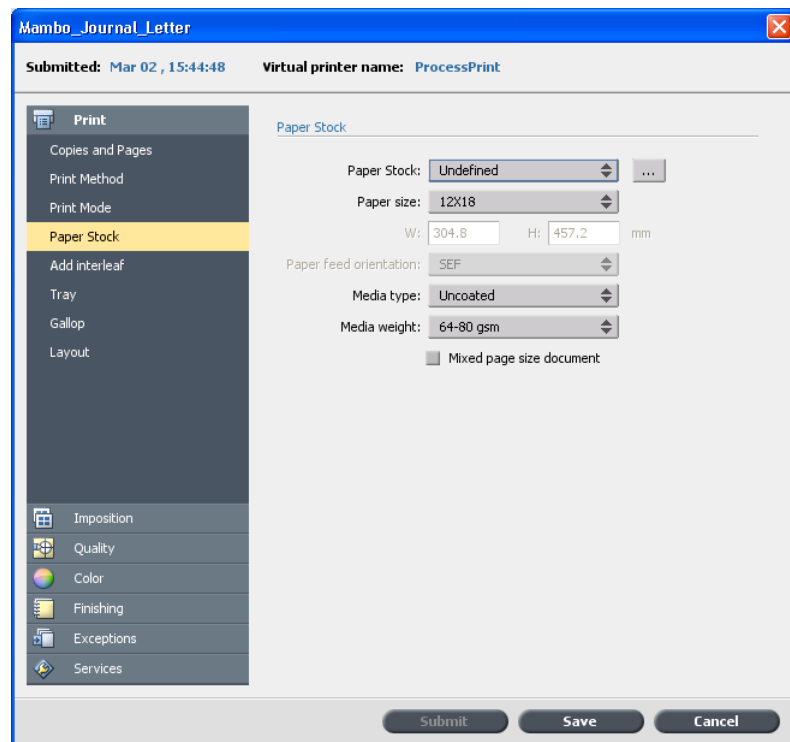 Mambo_Journal_Letter
Submitted: Mar 02 , 15:44:48 Virtual printer name: ProcessPrint
Print
Copies and Pages
Print Method
Print Mode
Paper Stock
Add interleaf
Tray
Gallop
Layout
Imposition
Quality
Color
Finishing
Exceptions
Services
Paper Stock
Paper Stock: Undefined ...
Paper size: 12X18
W: 304.8 H: 457.2 mm
Paper feed orientation: SEF
Media type: Uncoated
Media weight: 64-80 gsm
Mixed page size document
Submit Save Cancel